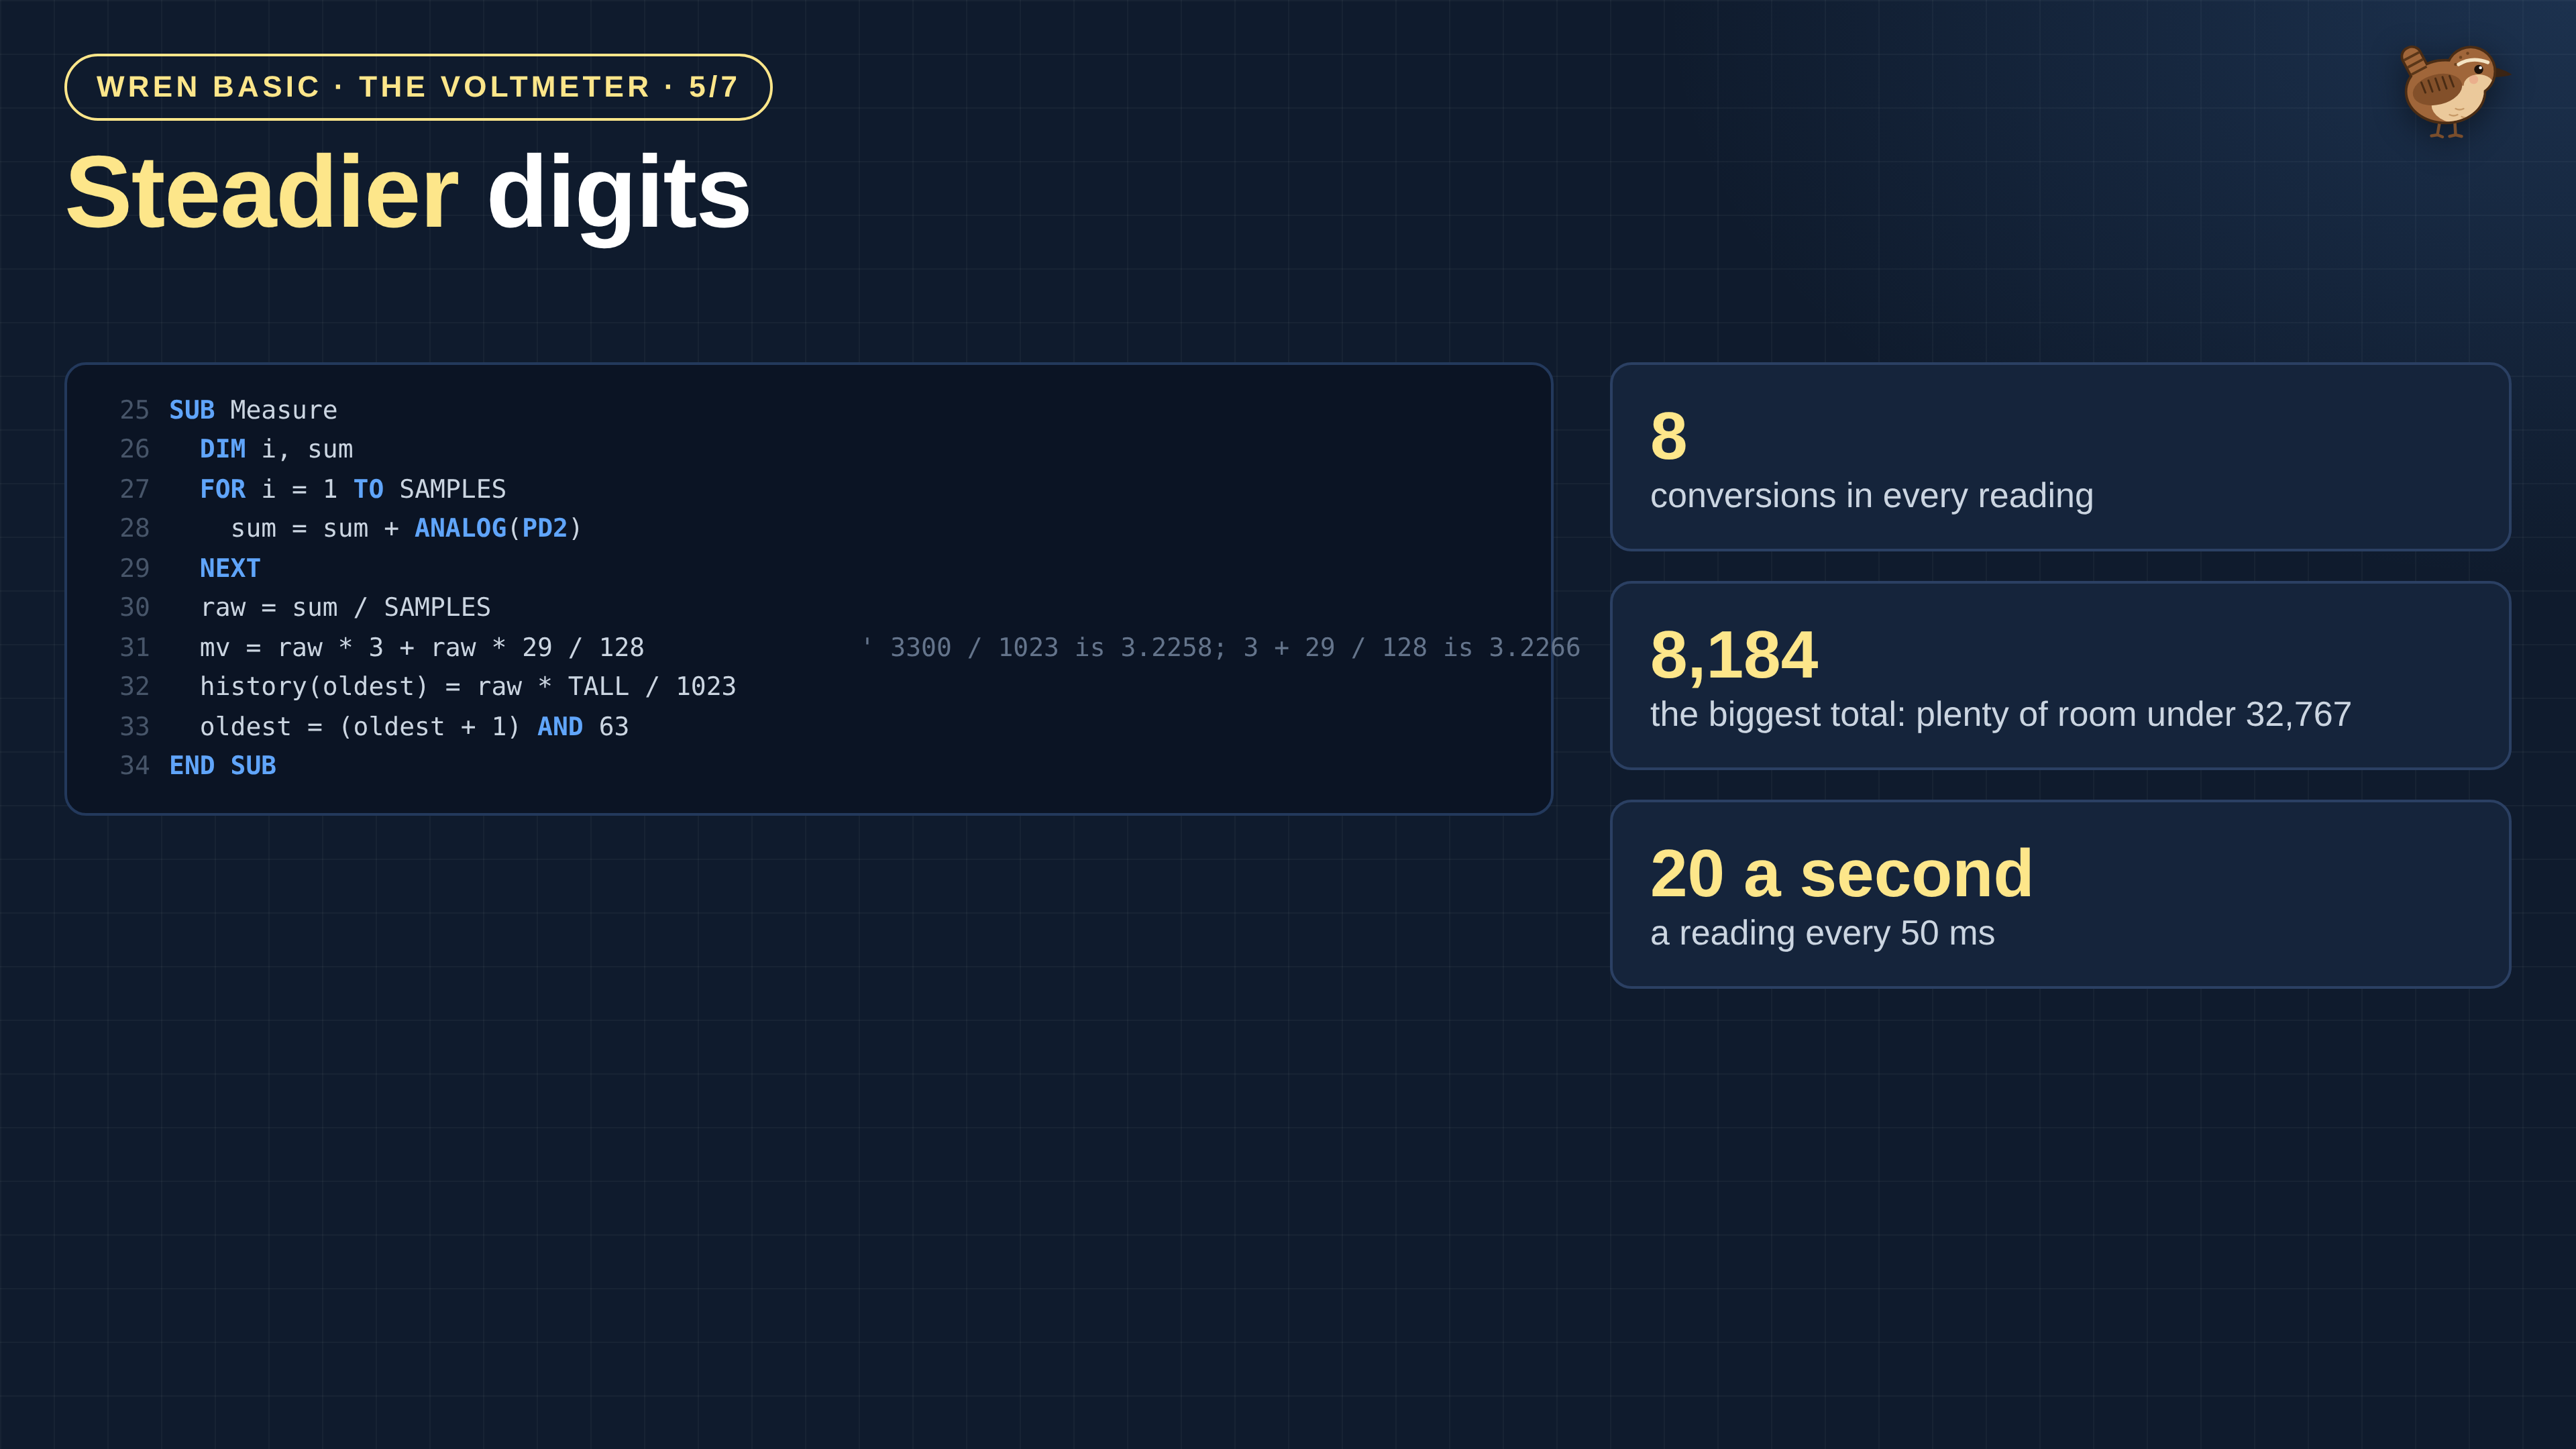 WREN BASIC · THE VOLTMETER · 5/7
Steadier digits
25 SUB Measure
26   DIM i, sum
27   FOR i = 1 TO SAMPLES
28     sum = sum + ANALOG(PD2)
29   NEXT
30   raw = sum / SAMPLES
31   mv = raw * 3 + raw * 29 / 128              ' 3300 / 1023 is 3.2258; 3 + 29 / 128 is 3.2266
32   history(oldest) = raw * TALL / 1023
33   oldest = (oldest + 1) AND 63
34 END SUB
8
conversions in every reading
8,184
the biggest total: plenty of room under 32,767
20 a second
a reading every 50 ms